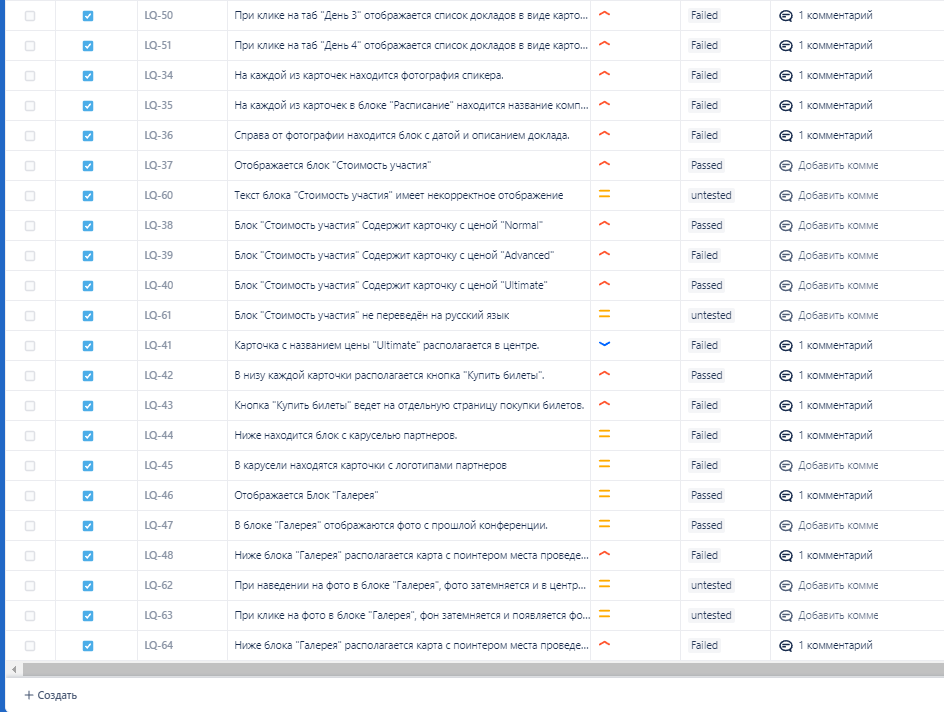 LQ-50 При клике на таб "День 3" отображается список докладов в виде карто... Failed 1 комментарий
LQ-51 При клике на таб "День 4" отображается список докладов в виде карто... Failed 1 комментарий
LQ-34 На каждой из карточек находится фотография спикера. Failed 1 комментарий
LQ-35 На каждой из карточек в блоке "Расписание" находится название комп... Failed 1 комментарий
LQ-36 Справа от фотографии находится блок с датой и описанием доклада. Failed 1 комментарий
LQ-37 Отображается блок "Стоимость участия" Passed Добавить комме
LQ-60 Текст блока "Стоимость участия" имеет некорректное отображение untested Добавить комме
LQ-38 Блок "Стоимость участия" Содержит карточку с ценой "Normal" Passed Добавить комме
LQ-39 Блок "Стоимость участия" Содержит карточку с ценой "Advanced" Failed Добавить комме
LQ-40 Блок "Стоимость участия" Содержит карточку с ценой "Ultimate" Passed Добавить комме
LQ-61 Блок "Стоимость участия" не переведён на русский язык untested Добавить комме
LQ-41 Карточка с названием цены "Ultimate" располагается в центре. Failed 1 комментарий
LQ-42 В низу каждой карточки располагается кнопка "Купить билеты". Passed 1 комментарий
LQ-43 Кнопка "Купить билеты" ведет на отдельную страницу покупки билетов. Failed 1 комментарий
LQ-44 Ниже находится блок с каруселью партнеров. Failed 1 комментарий
LQ-45 В карусели находятся карточки с логотипами партнеров Failed Добавить комме
LQ-46 Отображается Блок "Галерея" Passed 1 комментарий
LQ-47 В блоке "Галерея" отображаются фото с прошлой конференции. Passed Добавить комме
LQ-48 Ниже блока "Галерея" располагается карта с поинтером места проведе... Failed 1 комментарий
LQ-62 При наведении на фото в блоке "Галерея", фото затемняется и в центр... untested Добавить комме
LQ-63 При клике на фото в блоке "Галерея", фон затемняется и появляется фо... untested Добавить комме
LQ-64 Ниже блока "Галерея" располагается карта с поинтером места проведе... Failed 1 комментарий
+ Создать